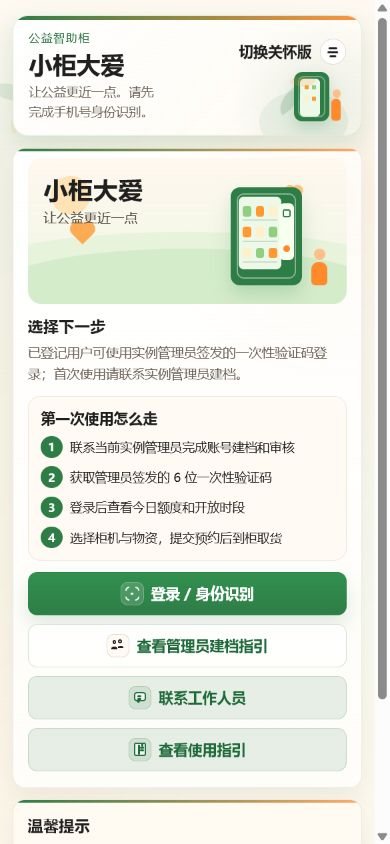 公益智助柜
小柜大爱
切换关怀版
让公益更近一点。请先
完成手机号身份识别。
小柜大爱
让公益更近一点
选择下一步
已登记用户可使用实例管理员签发的一次性验证码登
录；首次使用请联系实例管理员建档。
第一次使用怎么走
1 联系当前实例管理员完成账号建档和审核
2 获取管理员签发的 6 位一次性验证码
3 登录后查看今日额度和开放时段
4 选择柜机与物资，提交预约后到柜取货
登录 / 身份识别
查看管理员建档指引
联系工作人员
查看使用指引
温馨提示